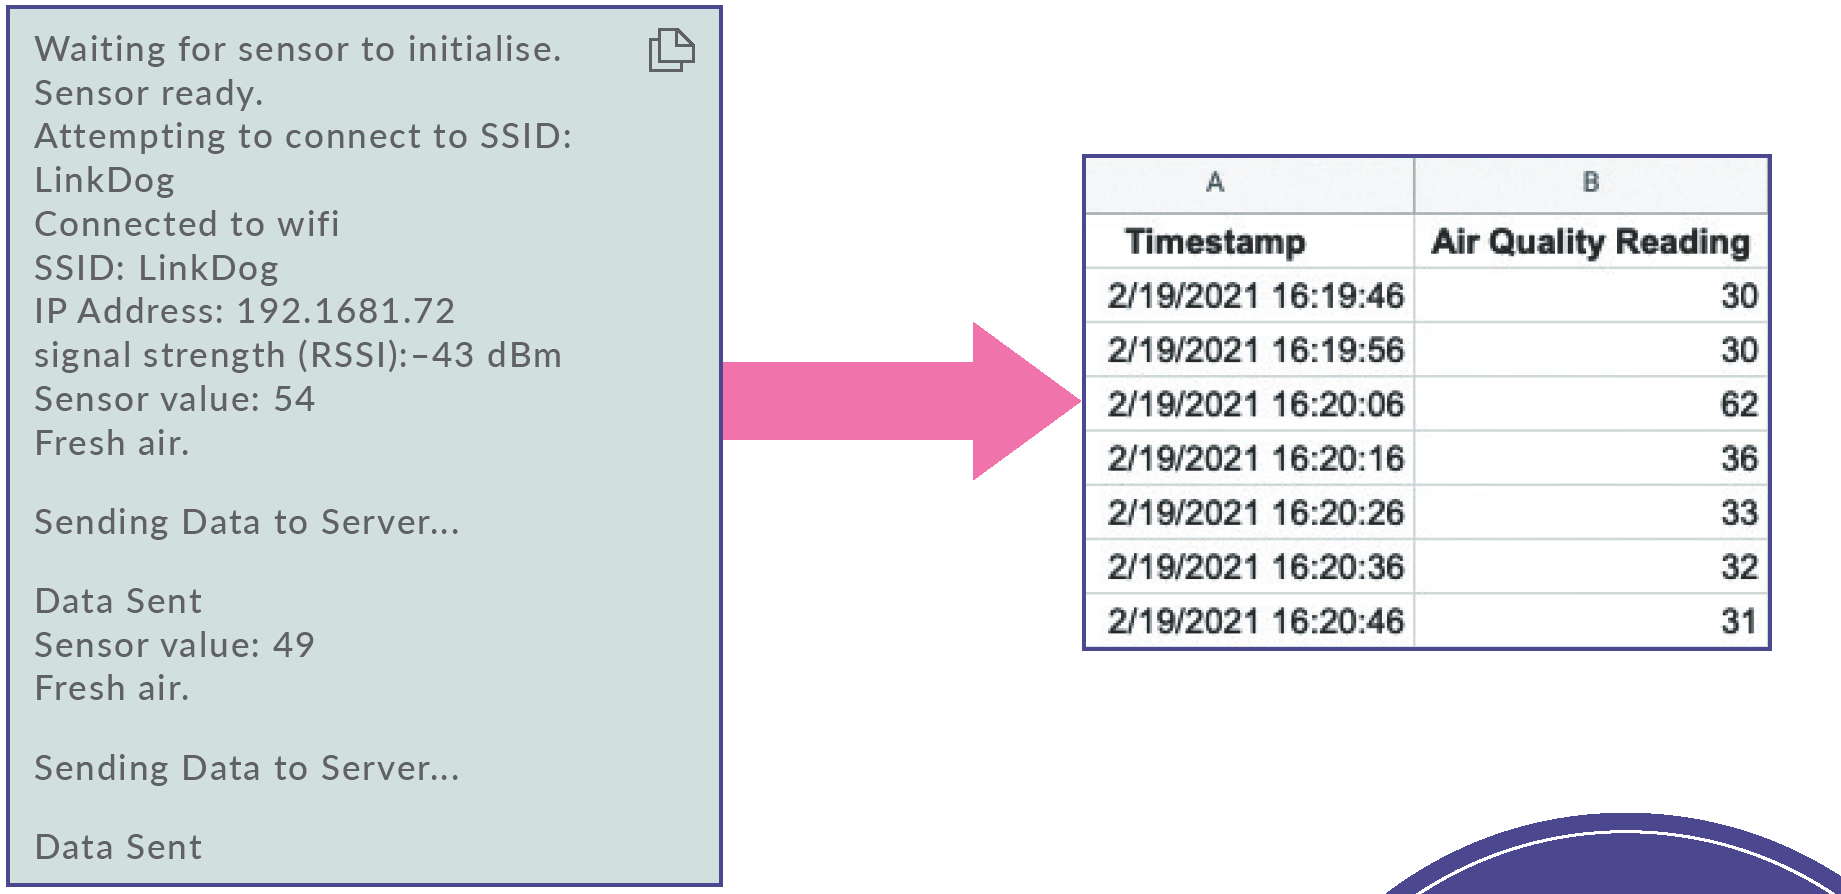 Waiting for sensor to initialise.
Sensor ready.
Attempting to connect to SSID:
LinkDog
Connected to wifi
SSID: LinkDog
IP Address: 192.1681.72
signal strength (RSSI):–43 dBm
Sensor value: 54
Fresh air.
Sending Data to Server...
Data Sent
Sensor value: 49
Fresh air.
Sending Data to Server...
Data Sent
A B
Timestamp Air Quality Reading
2/19/2021 16:19:46 30
2/19/2021 16:19:56 30
2/19/2021 16:20:06 62
2/19/2021 16:20:16 36
2/19/2021 16:20:26 33
2/19/2021 16:20:36 32
2/19/2021 16:20:46 31